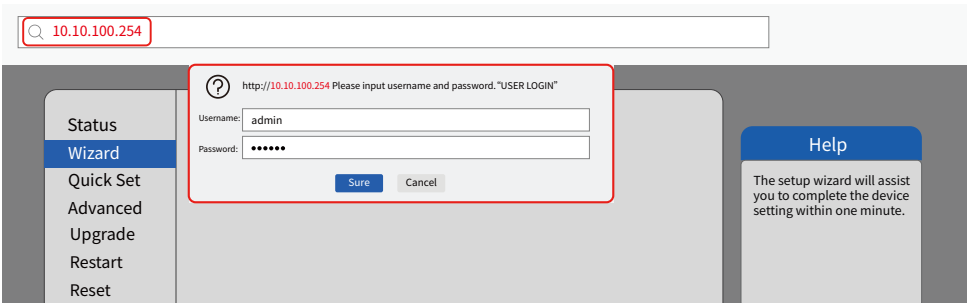 10.10.100.254
http://10.10.100.254 Please input username and password. “USER LOGIN”
Username: admin
Password: ••••••
Sure Cancel
Status
Wizard
Quick Set
Advanced
Upgrade
Restart
Reset
Help
The setup wizard will assist
you to complete the device
setting within one minute.